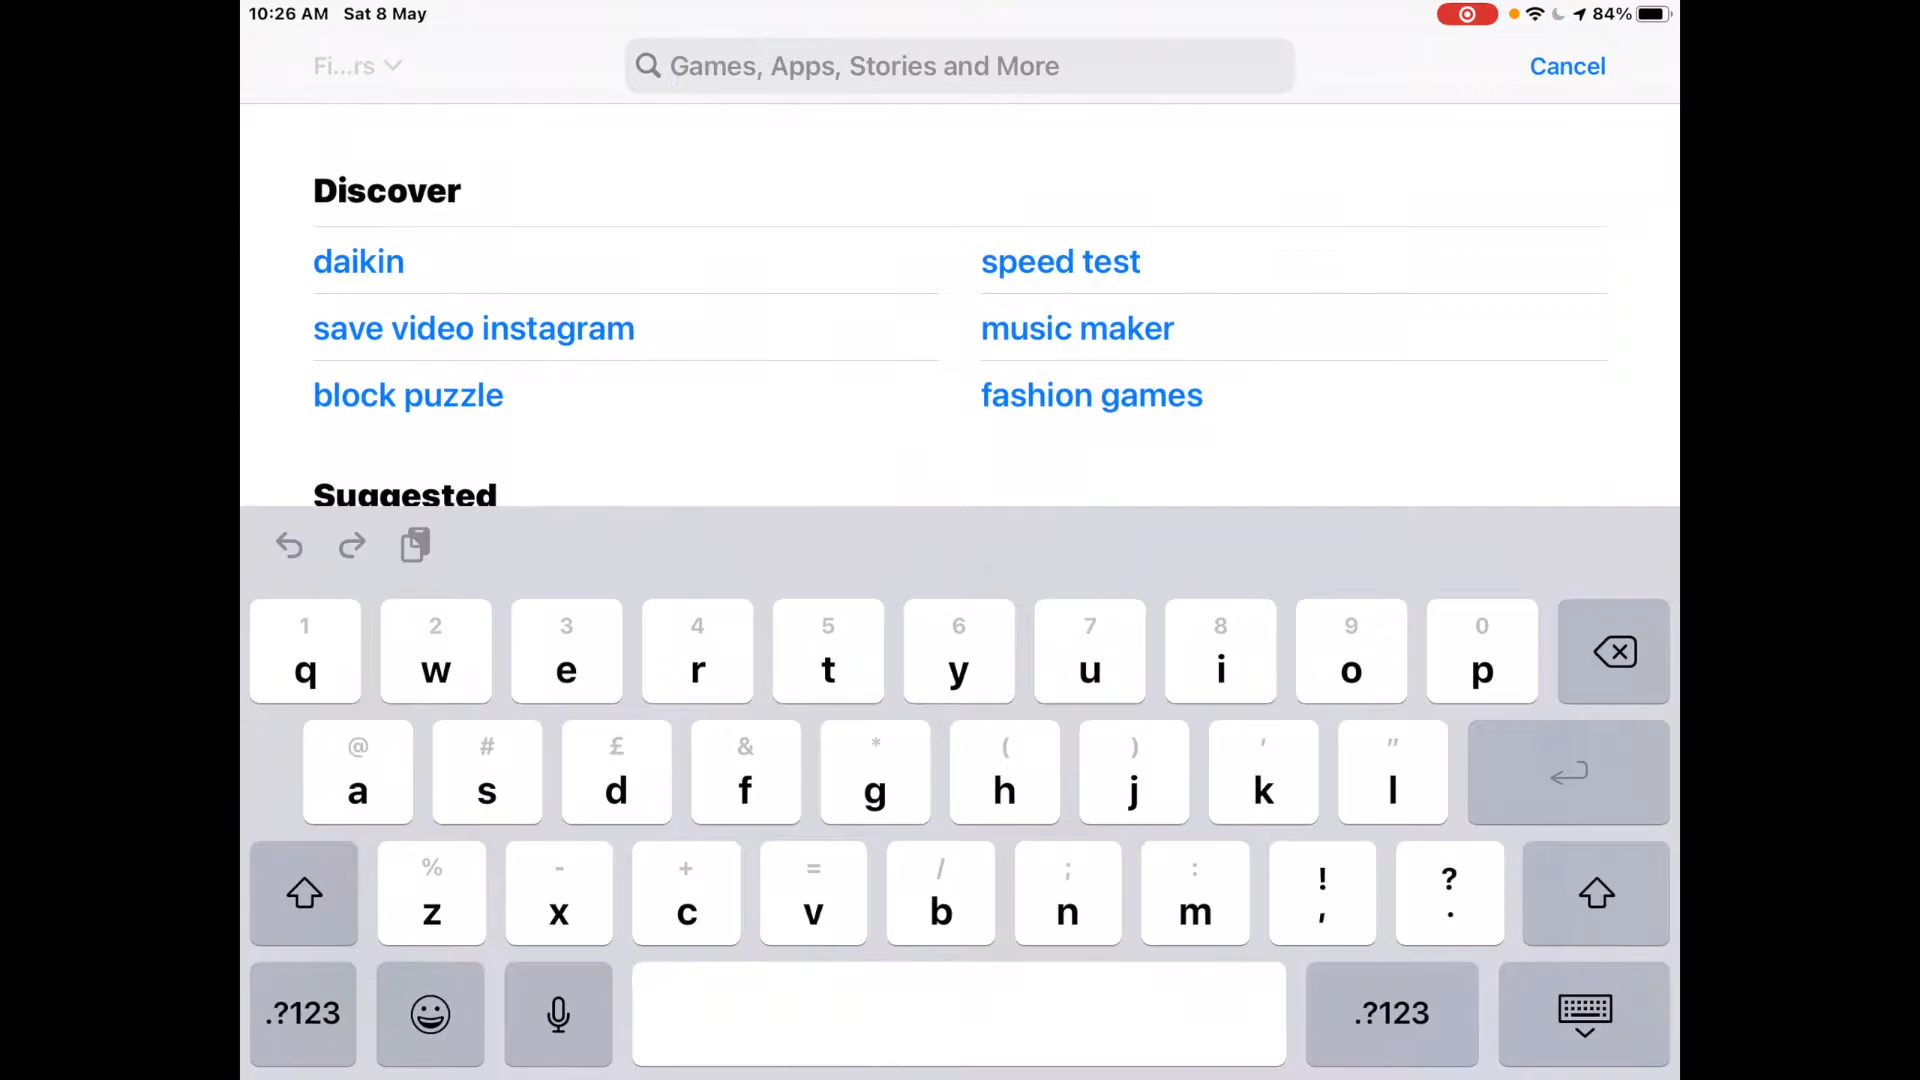 10:26 AM Sat 8 May 84%
Fi...rs Games, Apps, Stories and More Cancel
Discover
daikin speed test
save video instagram music maker
block puzzle fashion games
Suggested
1 2 3 4 5 6 7 8 9 0
q w e r t y u i o p
@ # £ & * ( ) ' "
a s d f g h j k l
% - + = / ; : ! ?
z x c v b n m , .
.?123 .?123